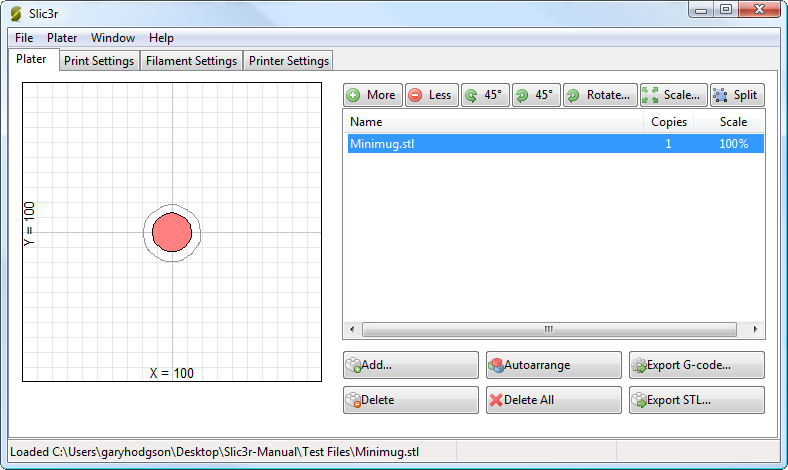 Slic3r
File Plater Window Help
Plater Print Settings Filament Settings Printer Settings
More Less 45° 45° Rotate... Scale... Split
Name Copies Scale
Minimug.stl 1 100%
Y = 100
X = 100
Add... Autoarrange Export G-code...
Delete Delete All Export STL...
Loaded C:\Users\garyhodgson\Desktop\Slic3r-Manual\Test Files\Minimug.stl